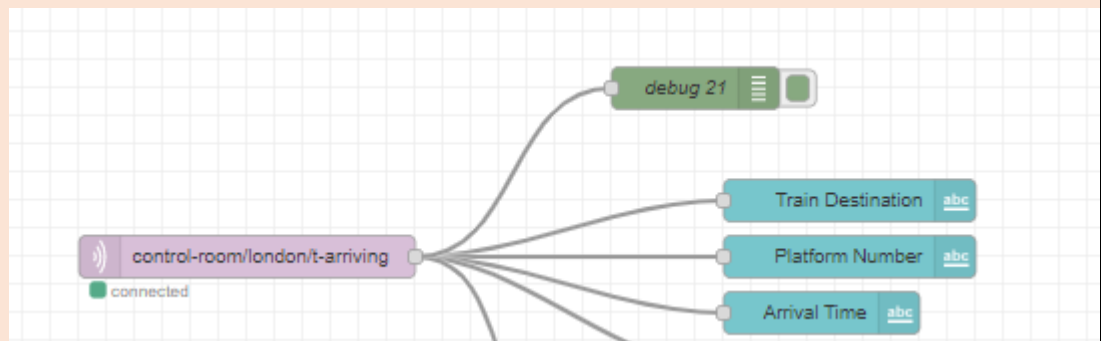 debug 21
Train Destination
abc
control-room/london/t-arriving
Platform Number
abc
connected
Arrival Time
abc